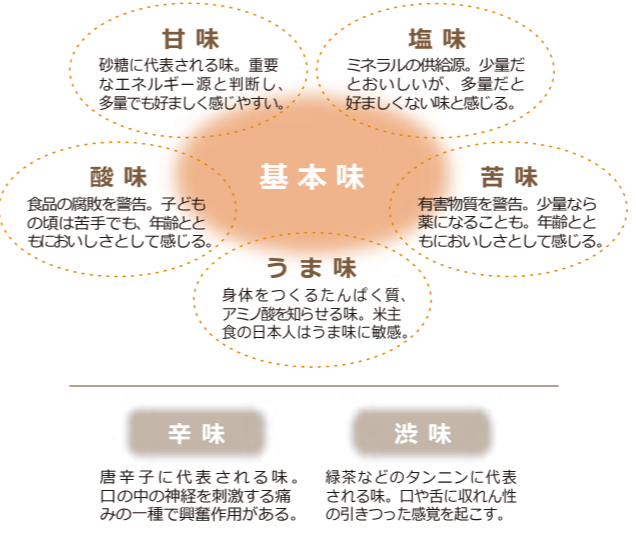 甘味
砂糖に代表される味。重要
なエネルギー源と判断し、
多量でも好ましく感じやすい。
塩味
ミネラルの供給源。少量だ
とおいしいが、多量だと
好ましくない味と感じる。
基本味
酸味
食品の腐敗を警告。子ども
の頃は苦手でも、年齢とと
もにおいしさとして感じる。
苦味
有害物質を警告。少量なら
薬になることも。年齢とと
もにおいしさとして感じる。
うま味
身体をつくるたんぱく質、
アミノ酸を知らせる味。米主
食の日本人はうま味に敏感。
辛味
唐辛子に代表される味。
口の中の神経を刺激する痛
みの一種で興奮作用がある。
渋味
緑茶などのタンニンに代表
される味。口や舌に収れん性
の引きつった感覚を起こす。